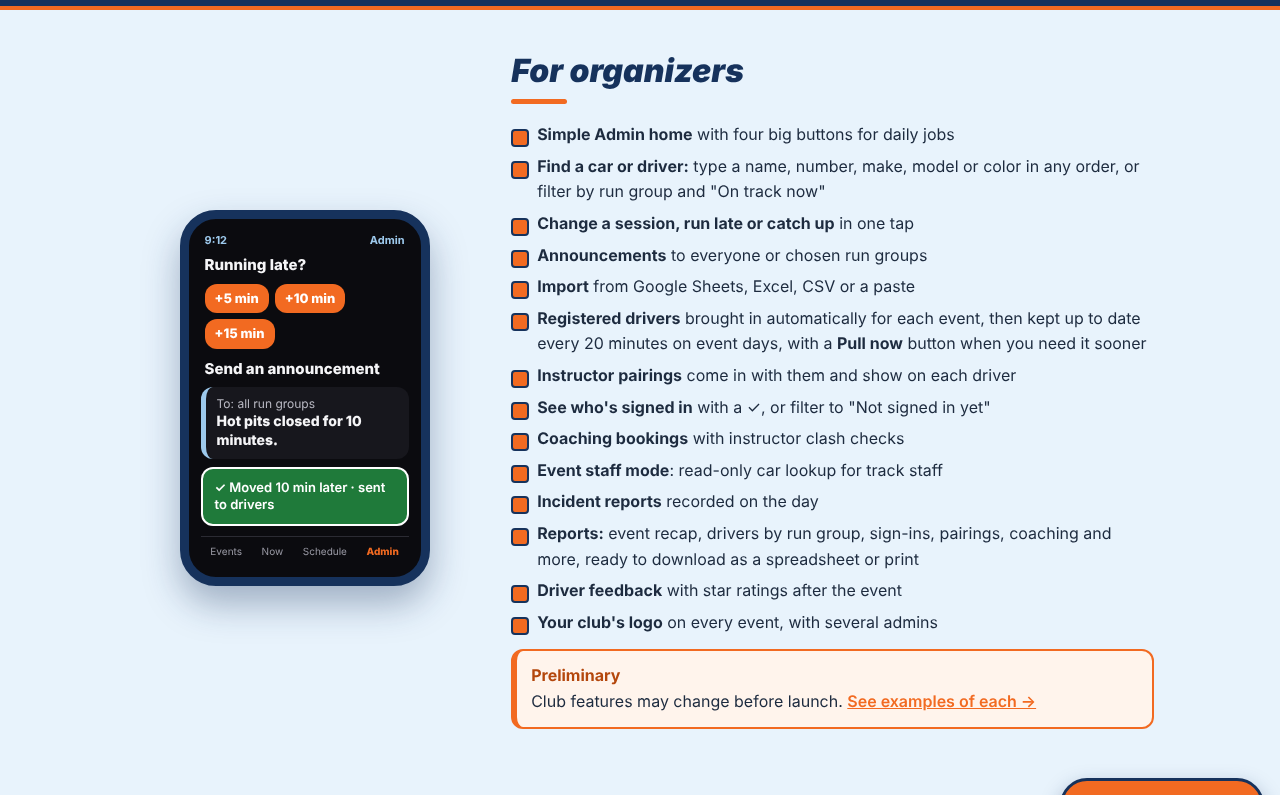 For organizers
Simple Admin home with four big buttons for daily jobs
Find a car or driver: type a name, number, make, model or color in any order, or
filter by run group and "On track now"
Change a session, run late or catch up in one tap
Announcements to everyone or chosen run groups
Import from Google Sheets, Excel, CSV or a paste
Registered drivers brought in automatically for each event, then kept up to date
every 20 minutes on event days, with a Pull now button when you need it sooner
Instructor pairings come in with them and show on each driver
See who's signed in with a ✓, or filter to "Not signed in yet"
Coaching bookings with instructor clash checks
Event staff mode: read-only car lookup for track staff
Incident reports recorded on the day
Reports: event recap, drivers by run group, sign-ins, pairings, coaching and
more, ready to download as a spreadsheet or print
Driver feedback with star ratings after the event
Your club's logo on every event, with several admins
Preliminary
Club features may change before launch. See examples of each →
9:12 Admin
Running late?
+5 min +10 min
+15 min
Send an announcement
To: all run groups
Hot pits closed for 10
minutes.
✓ Moved 10 min later · sent
to drivers
Events Now Schedule Admin